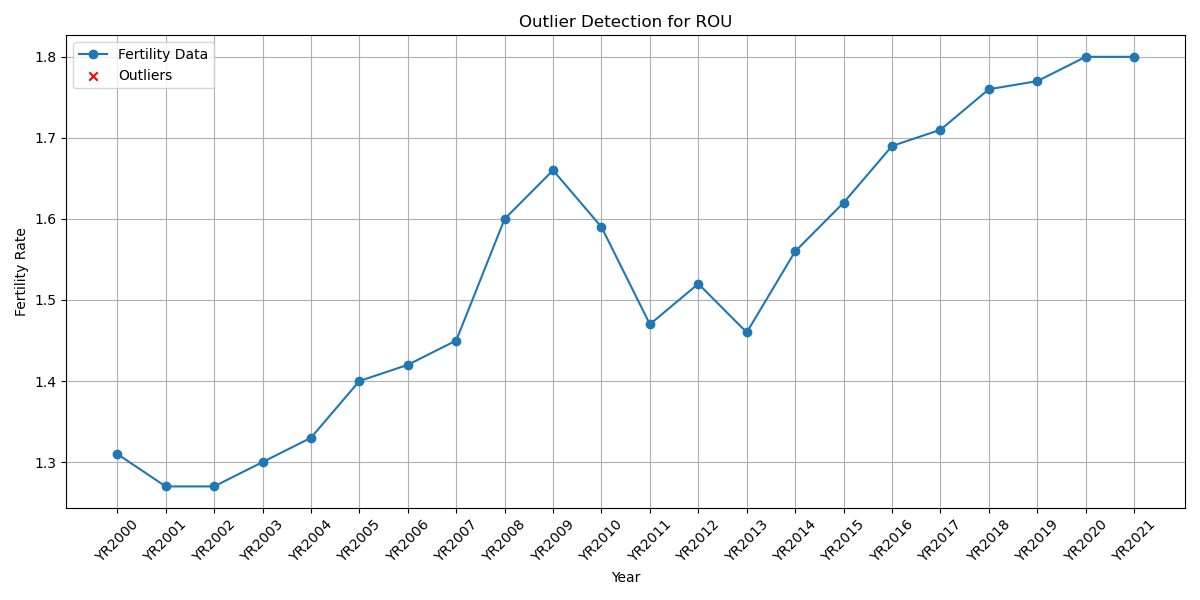 Outlier Detection for ROU
Fertility Data
Outliers
Fertility Rate
1.8
1.7
1.6
1.5
1.4
1.3
YR2000
YR2001
YR2002
YR2003
YR2004
YR2005
YR2006
YR2007
YR2008
YR2009
YR2010
YR2011
YR2012
YR2013
YR2014
YR2015
YR2016
YR2017
YR2018
YR2019
YR2020
YR2021
Year